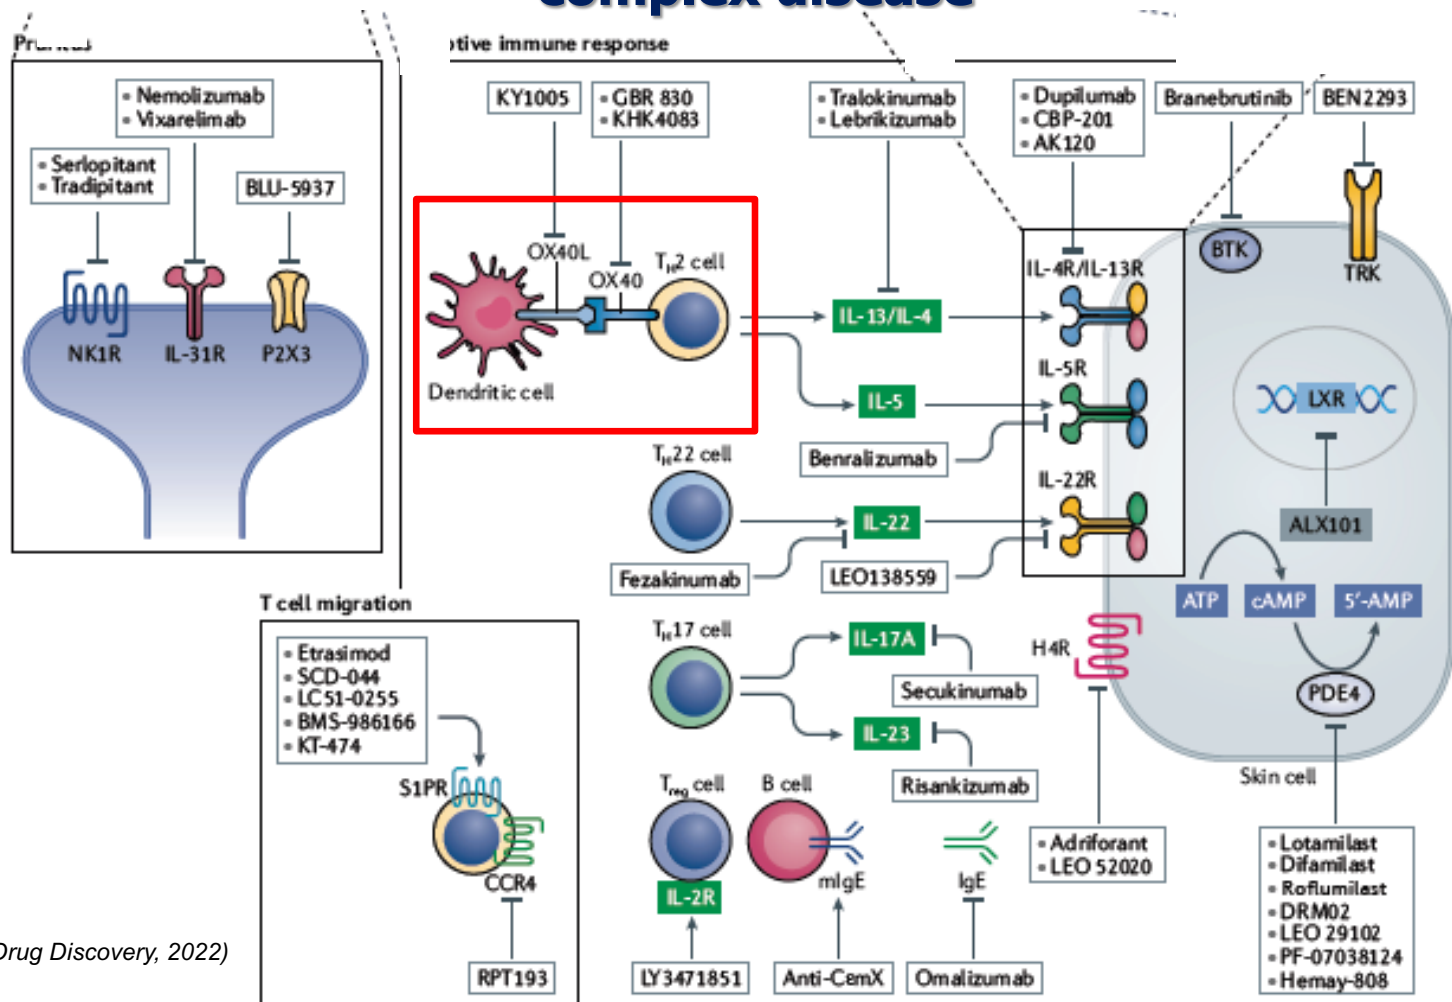 complex disease
Pruritus
ptive immune response
• Nemolizumab
• Vixarelimab
• Serlopitant
• Tradipitant
BLU-5937
NK1R
IL-31R
P2X3
KY1005
• GBR 830
• KHK4083
OX40L
OX40
TH2 cell
Dendritic cell
• Tralokinumab
• Lebrikizumab
• Dupilumab
• CBP-201
• AK120
Branebrutinib
BEN2293
IL-13/IL-4
IL-4R/IL-13R
BTK
TRK
IL-5
IL-5R
Benralizumab
LXR
TH22 cell
IL-22
IL-22R
Fezakinumab
LEO138559
ALX101
ATP
cAMP
5′-AMP
PDE4
H4R
Skin cell
T cell migration
• Etrasimod
• SCD-044
• LC51-0255
• BMS-986166
• KT-474
S1PR
CCR4
RPT193
TH17 cell
IL-17A
Secukinumab
IL-23
Risankizumab
Treg cell
IL-2R
LY3471851
B cell
mIgE
Anti-CemX
IgE
Omalizumab
• Adriforant
• LEO 52020
• Lotamilast
• Difamilast
• Roflumilast
• DRM02
• LEO 29102
• PF-07038124
• Hemay-808
Drug Discovery, 2022)